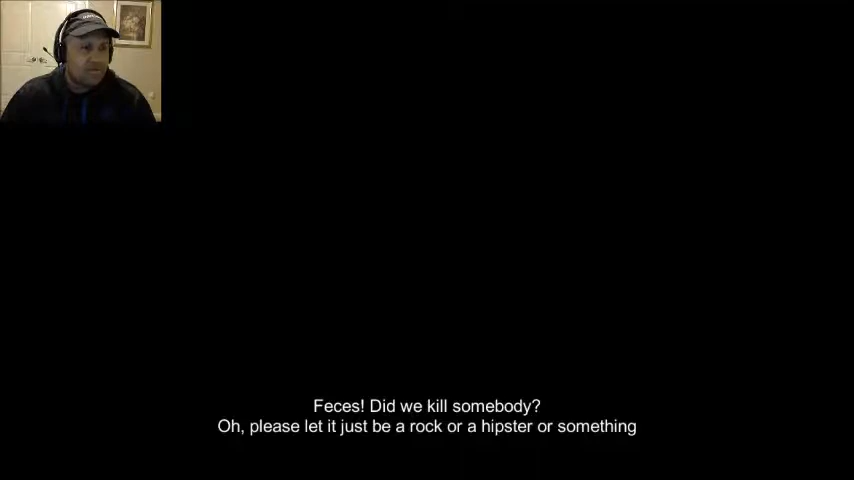 Feces! Did we kill somebody?
Oh, please let it just be a rock or a hipster or something